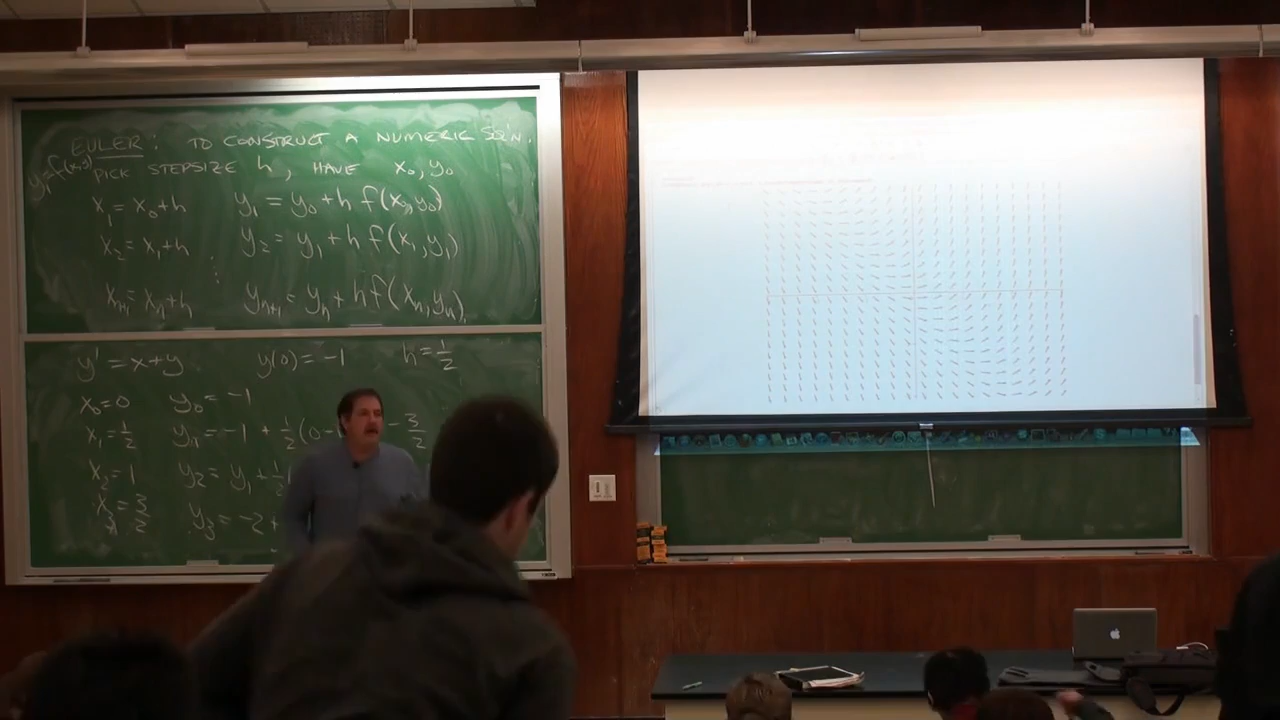 EULER: TO CONSTRUCT A NUMERIC SOL'N.
y'=f(x,y) PICK STEPSIZE h, HAVE x₀, y₀
x₁ = x₀+h y₁ = y₀ + h f(x₀,y₀)
x₂ = x₁+h y₂ = y₁ + h f(x₁,y₁)
⋮
xₙ₊₁ = xₙ+h yₙ₊₁ = yₙ + h f(xₙ,yₙ)
y' = x+y y(0) = -1 h = 1/2
x₀=0 y₀ = -1
x₁=1/2 y₁ = -1 + 1/2(0- -3/2
x₂=1 y₂ = y₁ + 1/2
x₃=3/2 y₃ = -2 +